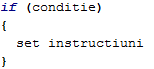 if (conditie)
{
  set instructiuni
}